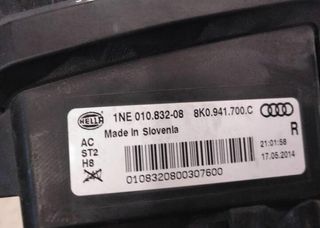 HELLA 1NE 010.832-08 8K0.941.700.C
Made in Slovenia
AC
ST2
H8
R
21:01:58
17.05.2014
0108320800307600